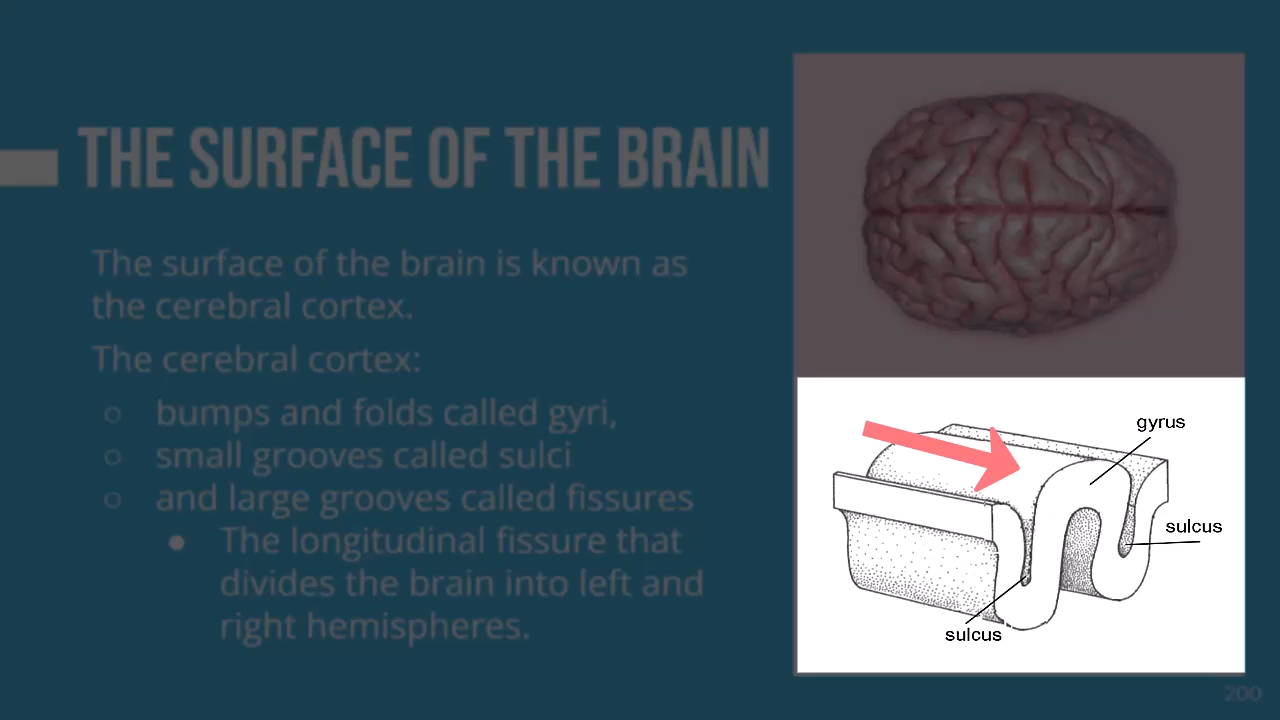 THE SURFACE OF THE BRAIN
The surface of the brain is known as
the cerebral cortex.
The cerebral cortex:
○ bumps and folds called gyri,
○ small grooves called sulci
○ and large grooves called fissures
● The longitudinal fissure that
divides the brain into left and
right hemispheres.
gyrus
sulcus
sulcus
200